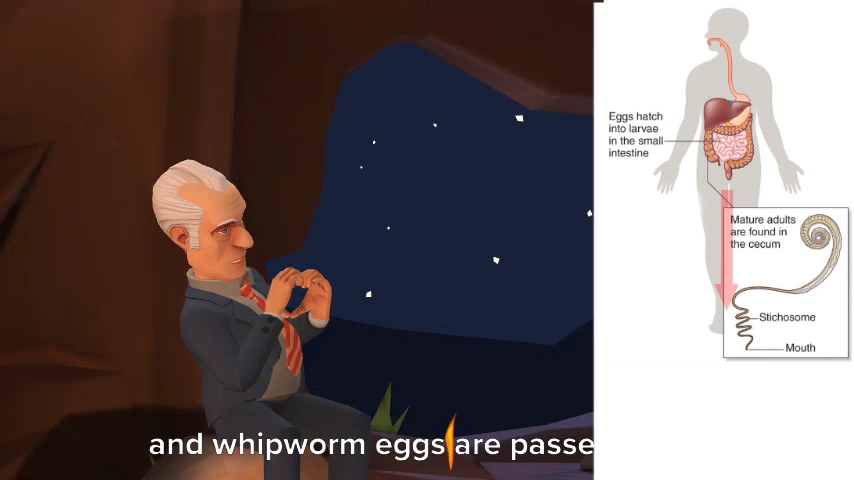 Eggs hatch
into larvae
in the small
intestine
Mature adults
are found in
the cecum
Stichosome
Mouth
and whipworm eggs are passe